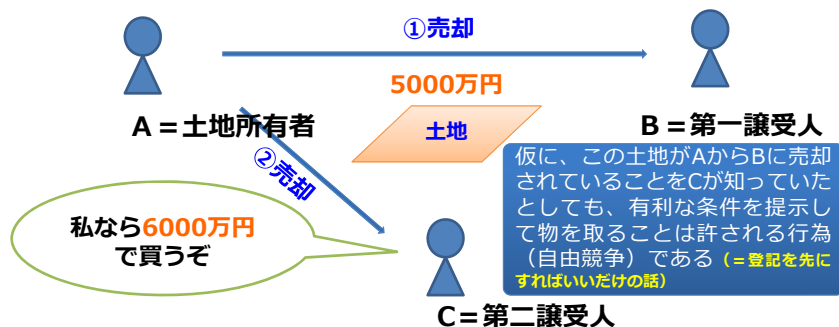 ①売却
5000万円
A＝土地所有者
土地
B＝第一譲受人
②売却
私なら6000万円
で買うぞ
仮に、この土地がAからBに売却
されていることをCが知っていた
としても、有利な条件を提示し
て物を取ることは許される行為
（自由競争）である（＝登記を先に
すればいいだけの話）
C＝第二譲受人